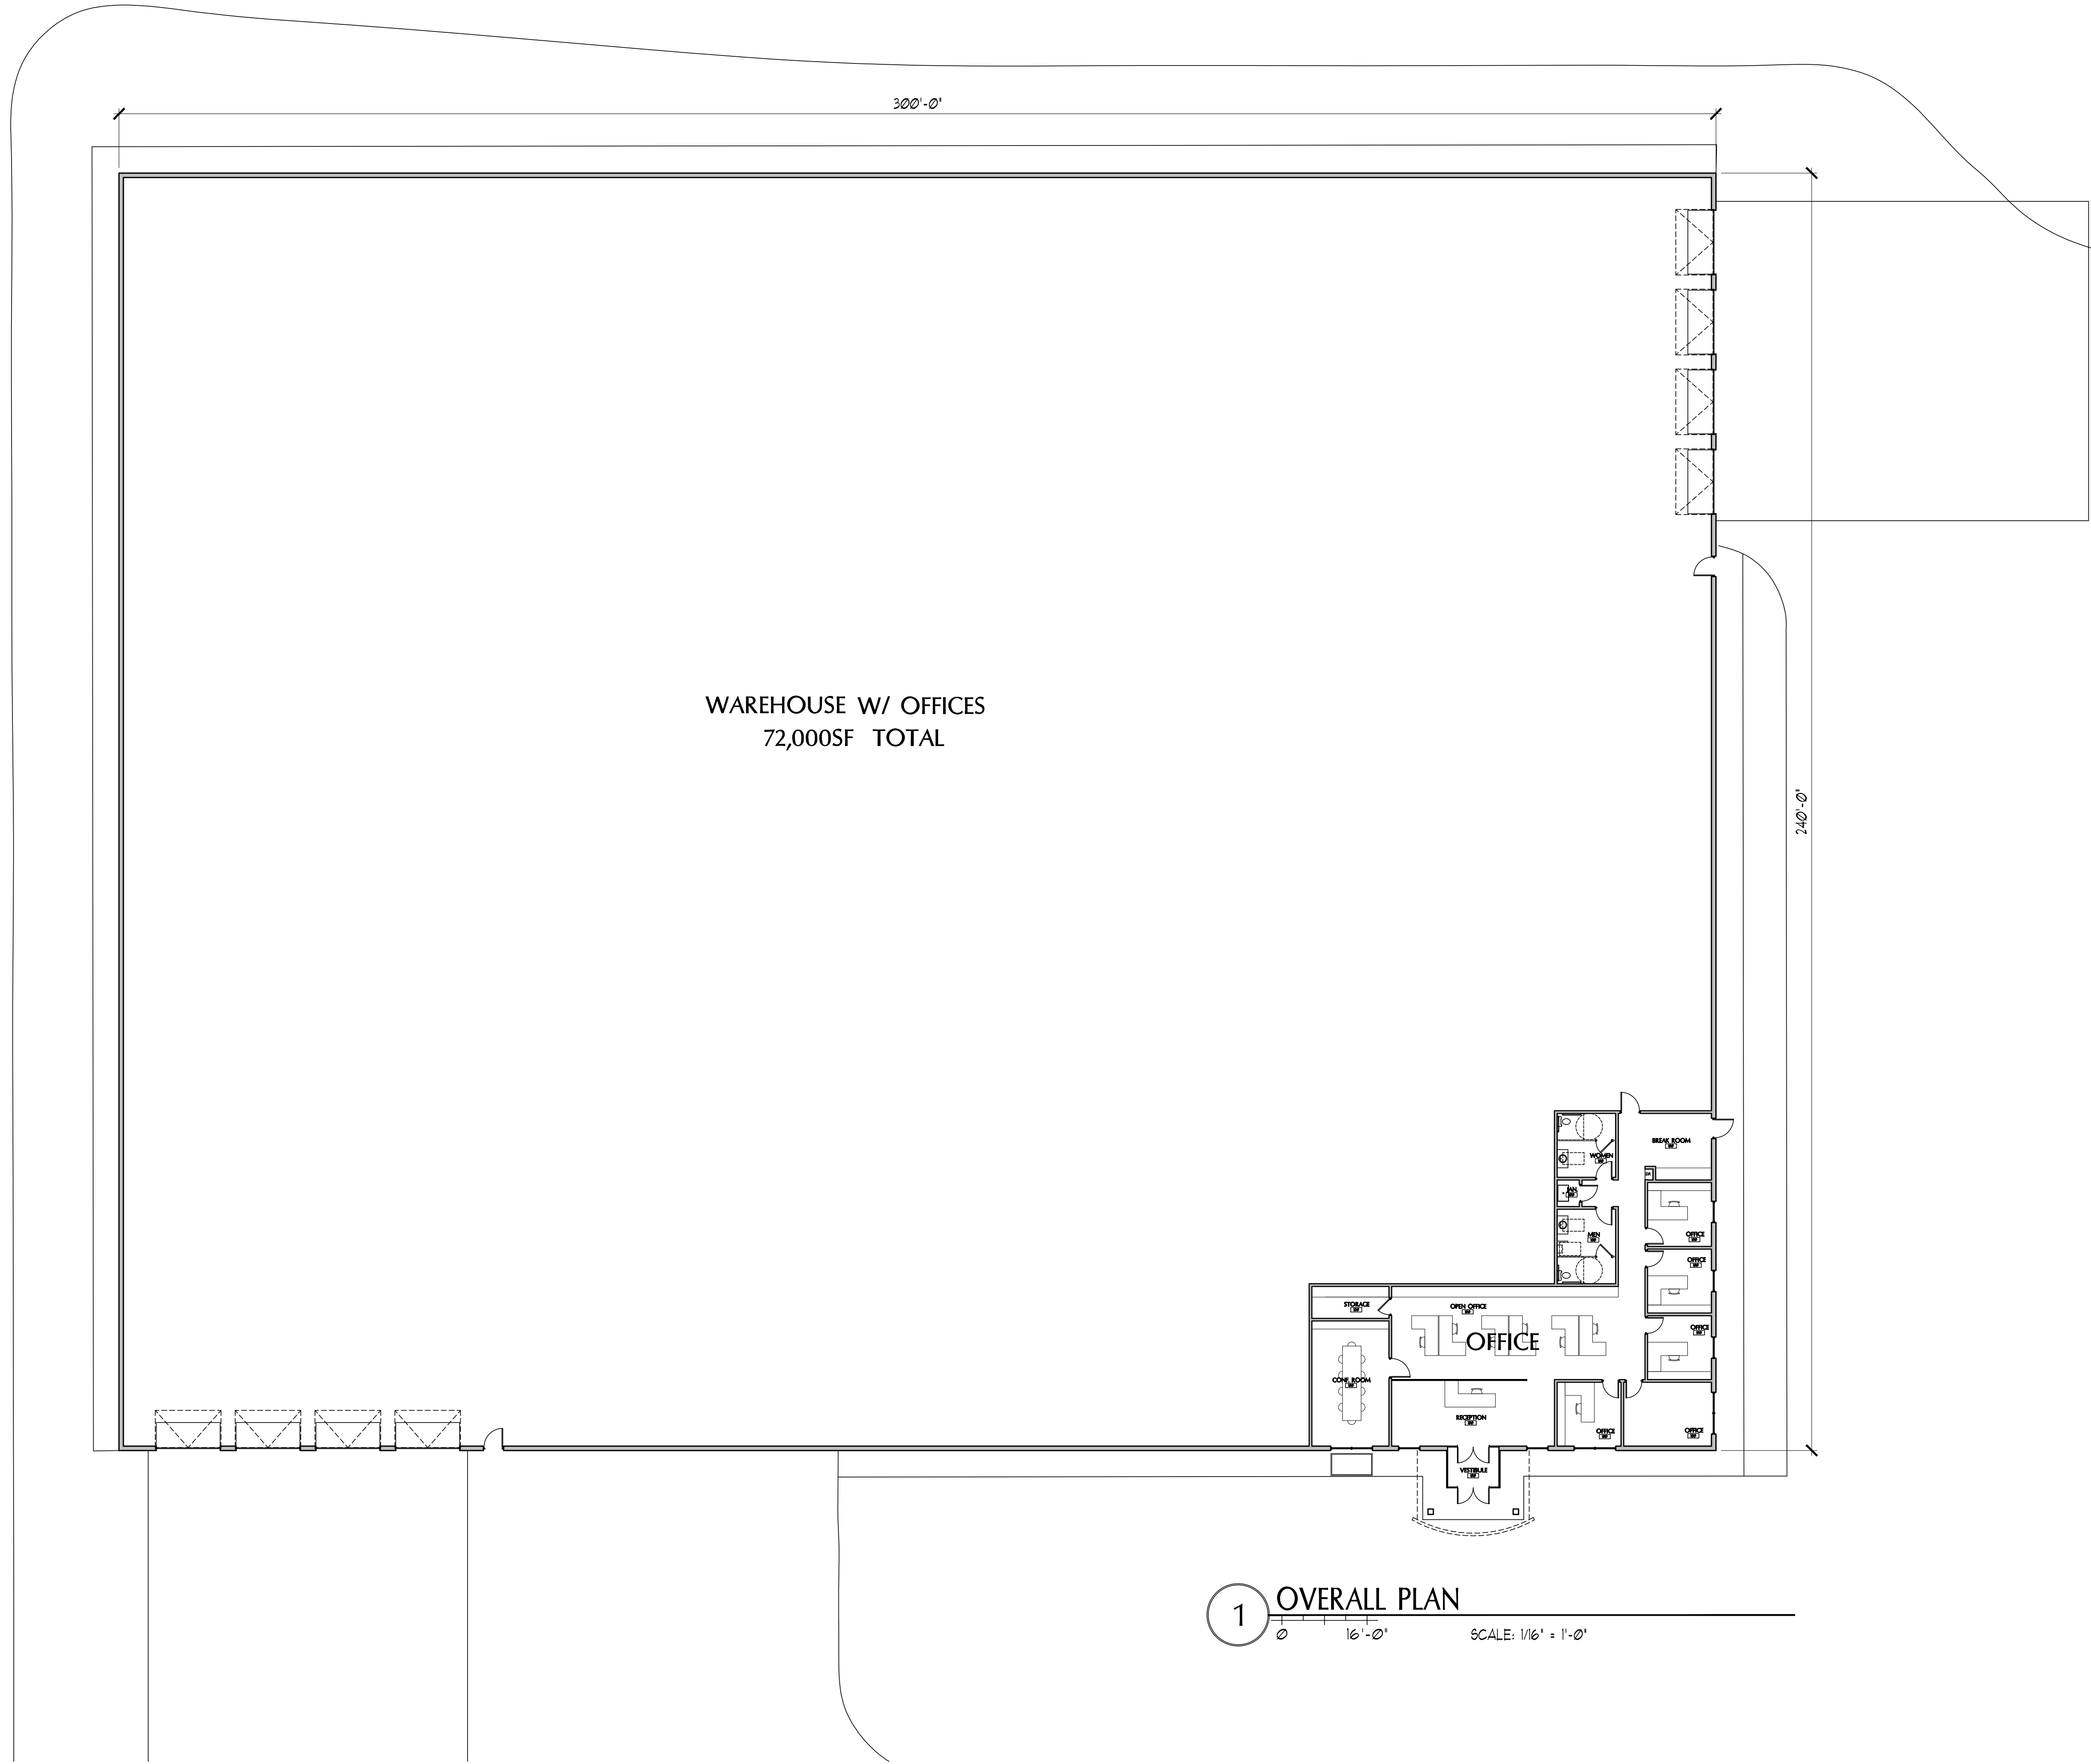 300'-0"
WAREHOUSE W/ OFFICES
72,000SF TOTAL
240'-0"
BREAK ROOM
WOMEN
JAN
MEN
OFFICE
OFFICE
OFFICE
STORAGE
OPEN OFFICE
OFFICE
CONF. ROOM
RECEPTION
OFFICE
OFFICE
VESTIBULE
1
OVERALL PLAN
0 16'-0" SCALE: 1/16" = 1'-0"